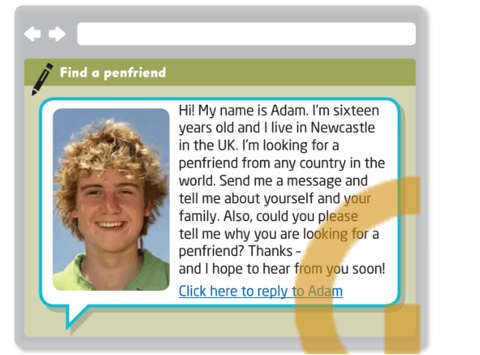 Find a penfriend
Hi! My name is Adam. I'm sixteen
years old and I live in Newcastle
in the UK. I'm looking for a
penfriend from any country in the
world. Send me a message and
tell me about yourself and your
family. Also, could you please
tell me why you are looking for a
penfriend? Thanks –
and I hope to hear from you soon!
Click here to reply to Adam